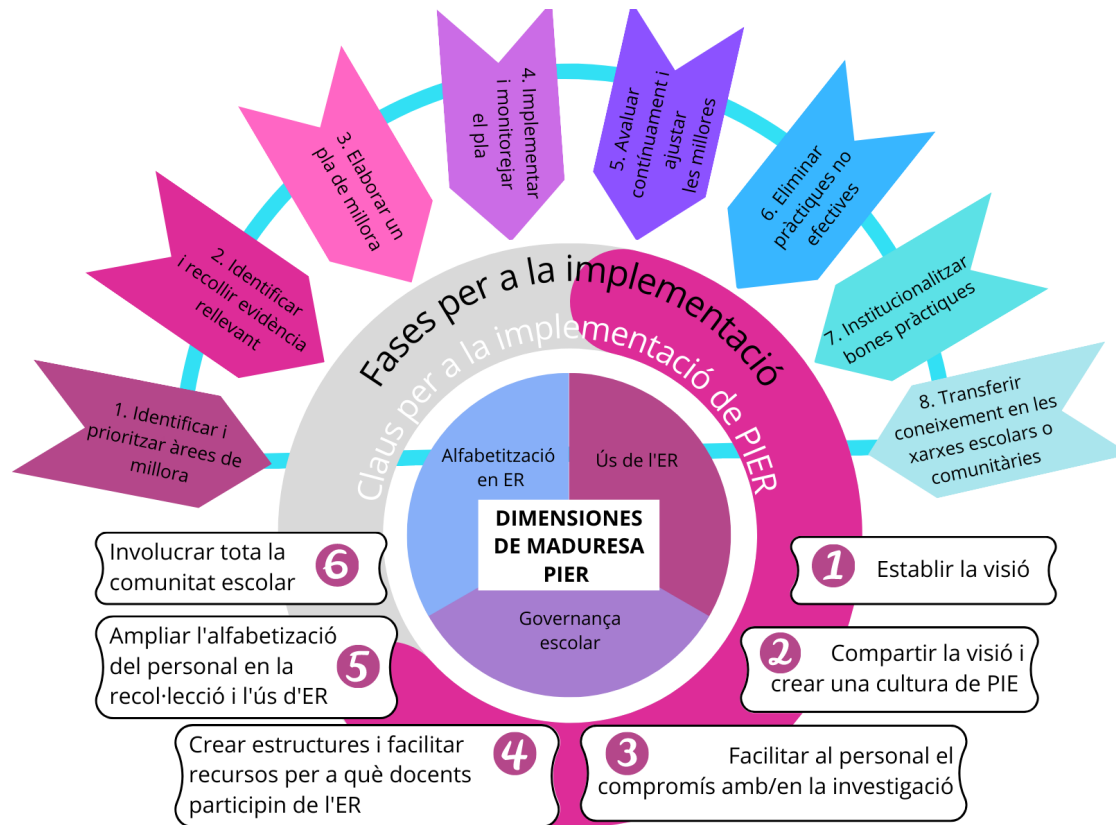 1. Identificar i
prioritzar àrees de
millora
2. Identificar
i recollir evidència
rellevant
3. Elaborar un
pla de millora
4. Implementar
i monitorejar
el pla
5. Avaluar
contínuament i
ajustar
les millores
6. Eliminar
pràctiques no
efectives
7. Institucionalitzar
bones pràctiques
8. Transferir
coneixement en les
xarxes escolars o
comunitàries
Fases per a la implementació
Claus per a la implementació de PIER
Alfabetització
en ER
Ús de l'ER
DIMENSIONES
DE MADURESA
PIER
Governança
escolar
1 Establir la visió
2 Compartir la visió i
crear una cultura de PIE
3 Facilitar al personal el
compromís amb/en la investigació
Crear estructures i facilitar 4
recursos per a què docents
participin de l'ER
Ampliar l'alfabetizació
del personal en la 5
recol·lecció i l'ús d'ER
Involucrar tota la 6
comunitat escolar